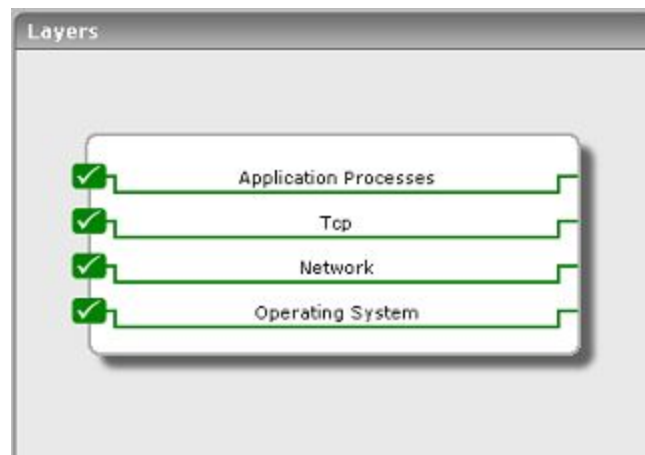 Layers
Application Processes
Tcp
Network
Operating System